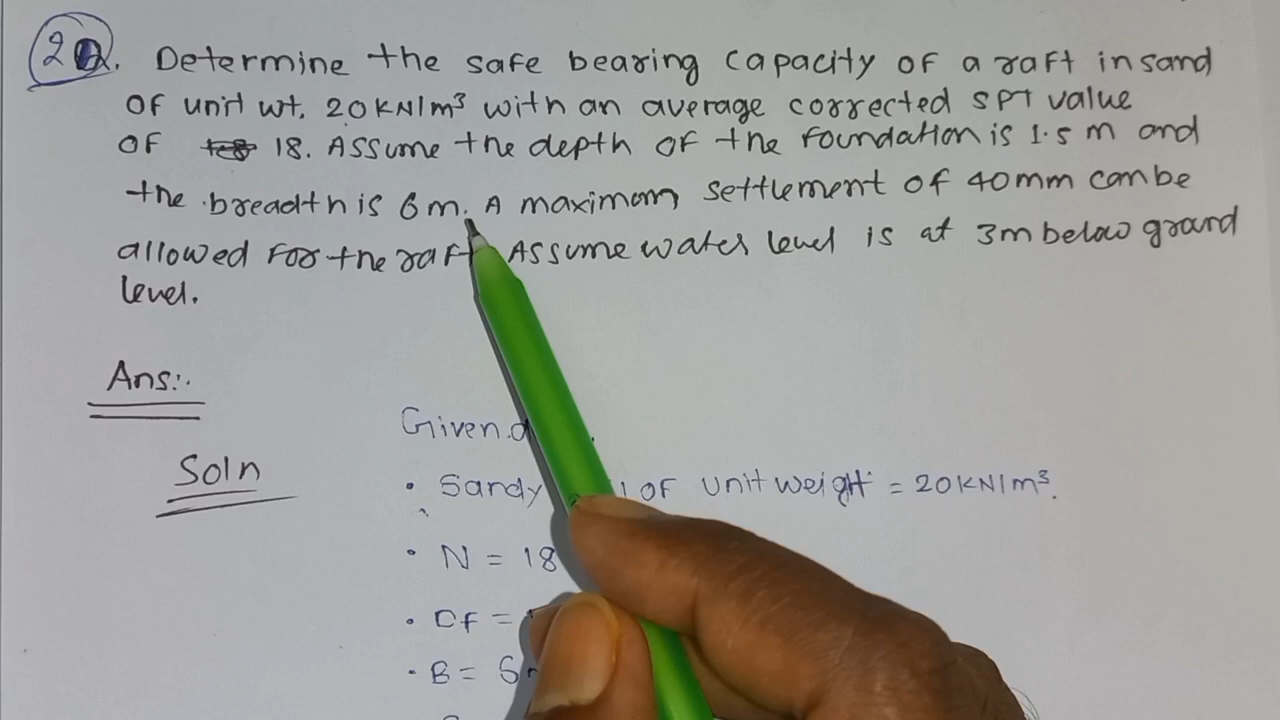 20. Determine the safe bearing capacity of a raft in sand
of unit wt. 20KN/m³ with an average corrected SPT value
of 18. Assume the depth of the foundation is 1.5 m and
the breadth is 6m. A maximum settlement of 40mm can be
allowed for the raft Assume water level is at 3m below ground
level.
Ans:.
Soln
Given
• Sandy of unit weight = 20KN/m³.
• N = 18
• Df =
• B = 6